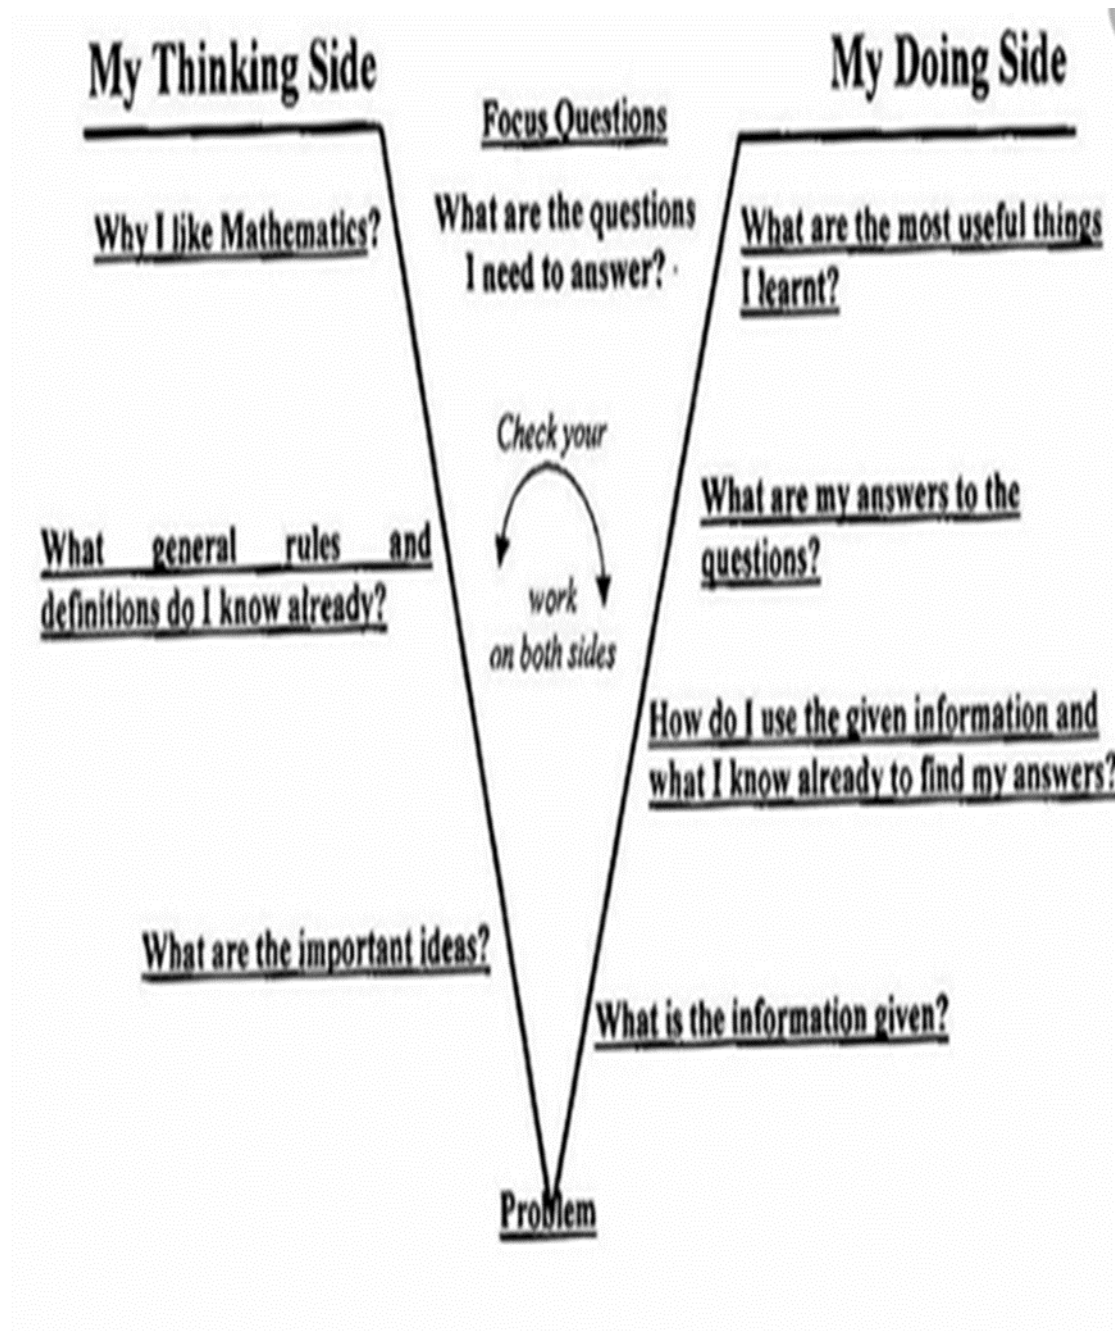 My Thinking Side
My Doing Side
Focus Questions
Why I like Mathematics?
What are the questions
I need to answer?
What are the most useful things
I learnt?
Check your
work
on both sides
What general rules and
definitions do I know already?
What are my answers to the
questions?
How do I use the given information and
what I know already to find my answers?
What are the important ideas?
What is the information given?
Problem